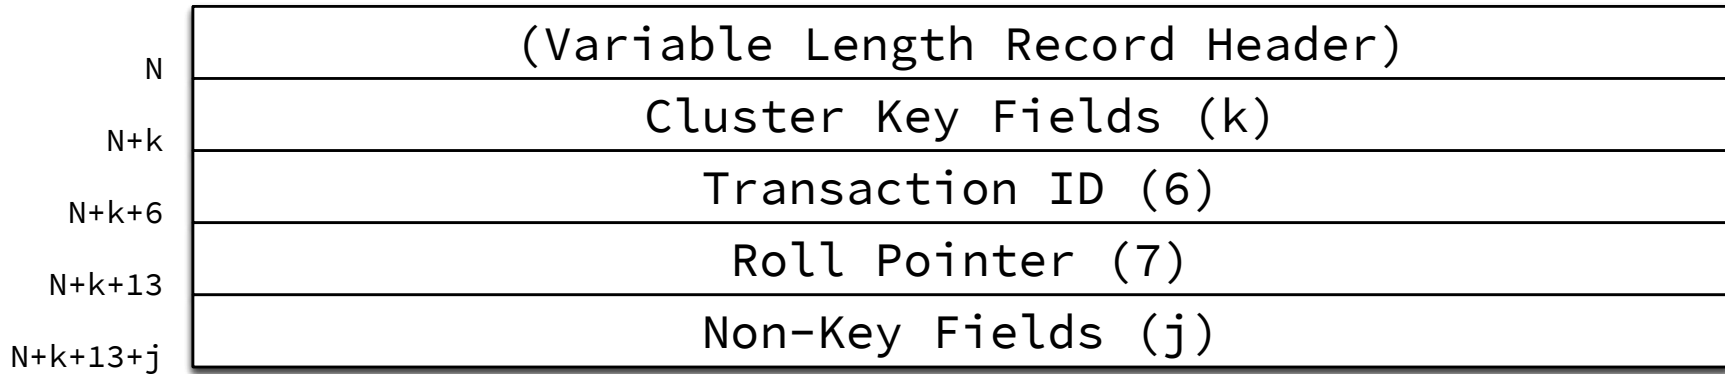 (Variable Length Record Header)
N
Cluster Key Fields (k)
N+k
Transaction ID (6)
N+k+6
Roll Pointer (7)
N+k+13
Non-Key Fields (j)
N+k+13+j